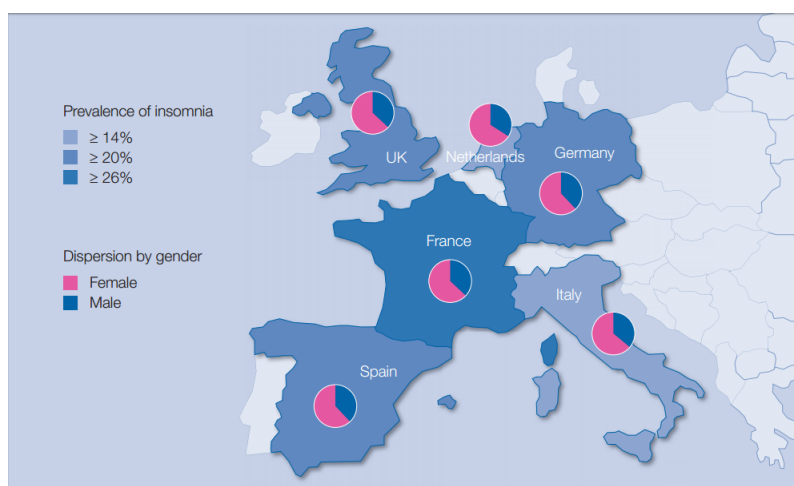 Prevalence of insomnia
≥ 14%
≥ 20%
≥ 26%
Dispersion by gender
Female
Male
UK
Netherlands
Germany
France
Italy
Spain